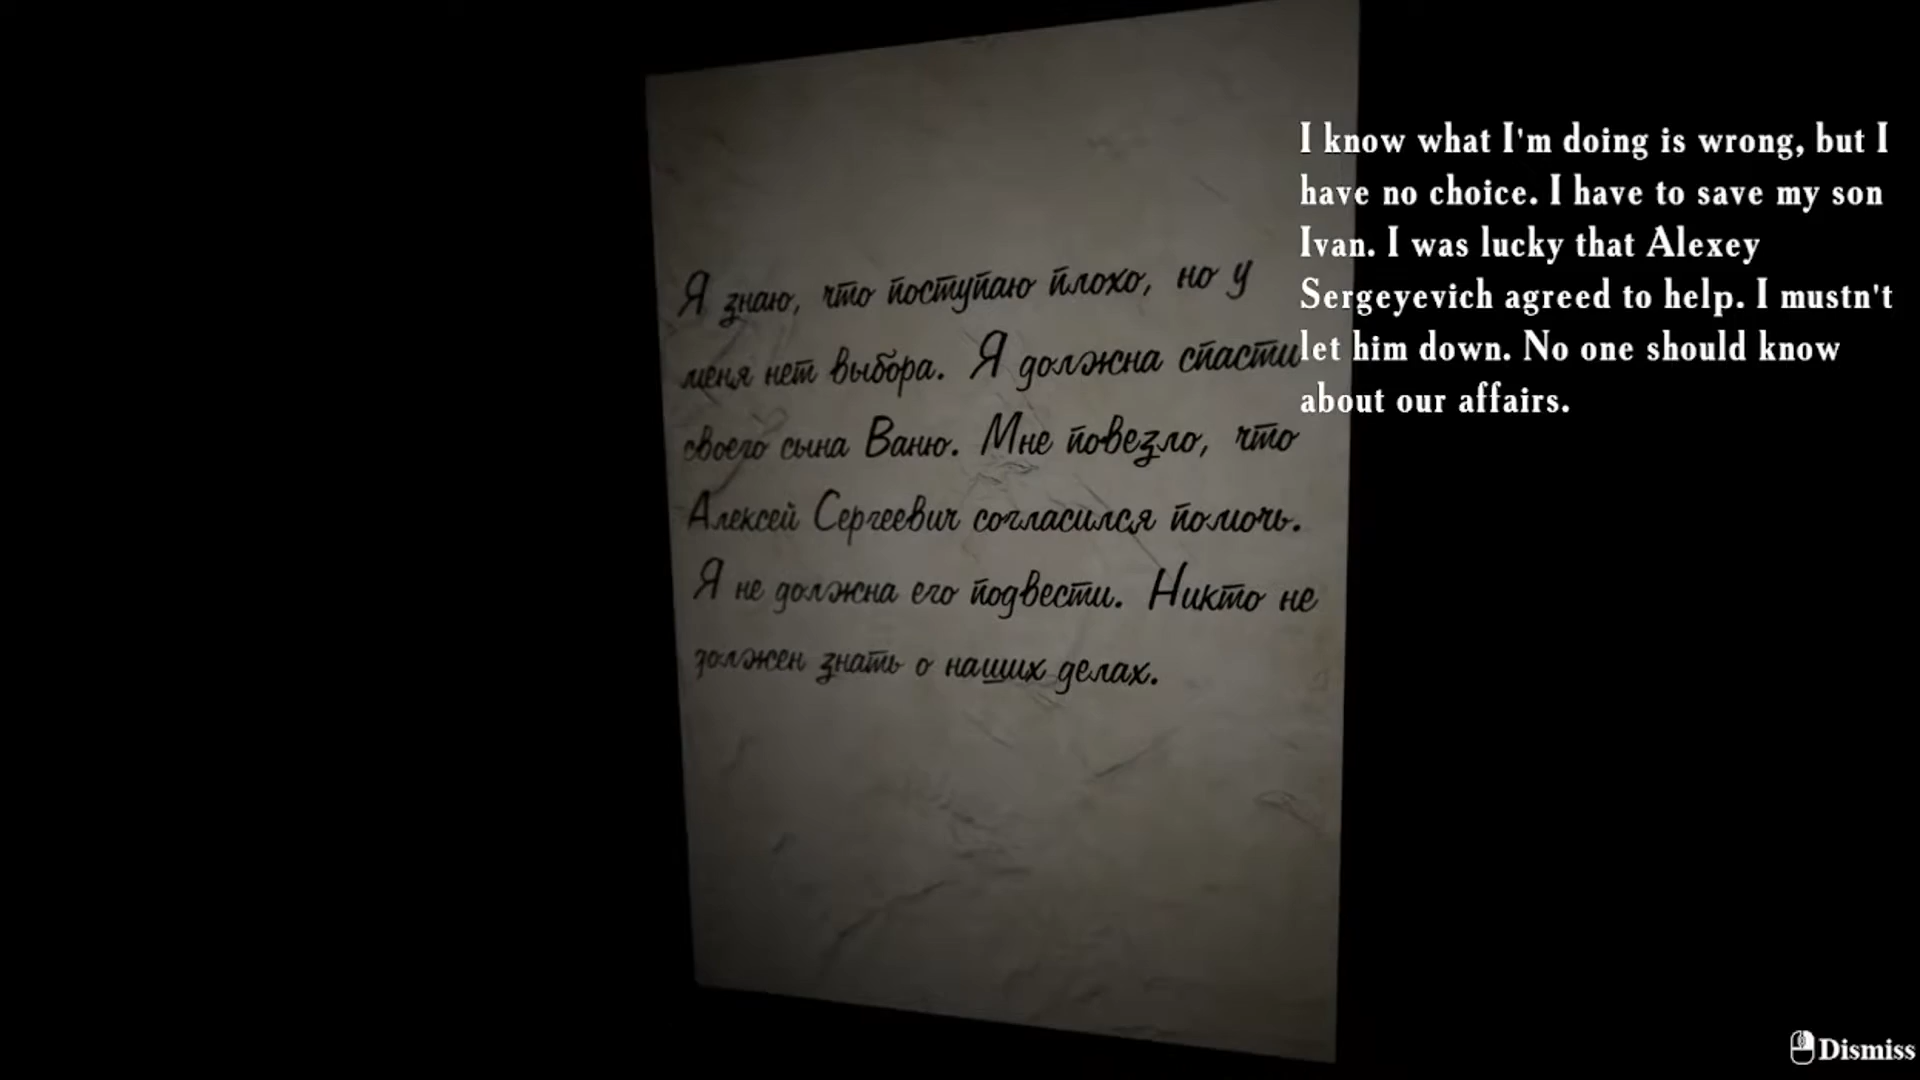 Я знаю, что поступаю плохо, но у
меня нет выбора. Я должна спасти
своего сына Ваню. Мне повезло, что
Алексей Сергеевич согласился помочь.
Я не должна его подвести. Никто не
должен знать о наших делах.
I know what I'm doing is wrong, but I
have no choice. I have to save my son
Ivan. I was lucky that Alexey
Sergeyevich agreed to help. I mustn't
let him down. No one should know
about our affairs.
Dismiss